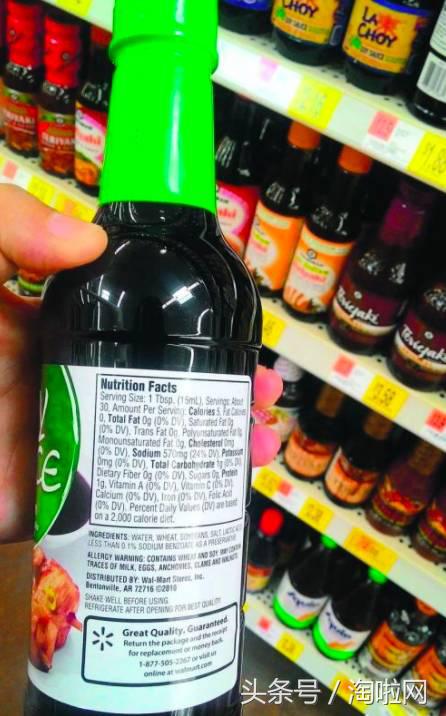 LA
CHOY
SOY SAUCE
LA
CHOY
TERIYAKI
Teriyaki
Teriyaki
Nutrition Facts
Serving Size: 1 Tbsp. (15mL), Servings: About
30, Amount Per Serving: Calories 5, Fat Calories
0, Total Fat 0g (0% DV), Saturated Fat 0g
(0% DV), Trans Fat 0g, Polyunsaturated Fat 0g,
Monounsaturated Fat 0g, Cholesterol 0mg
(0% DV), Sodium 570mg (24% DV), Potassium
0mg (0% DV), Total Carbohydrate 1g (0% DV),
Dietary Fiber 0g (0% DV), Sugars 0g, Protein
1g, Vitamin A (0% DV), Vitamin C (0% DV),
Calcium (0% DV), Iron (0% DV), Folic Acid
(0% DV). Percent Daily Values (DV) are based
on a 2,000 calorie diet.
INGREDIENTS: WATER, WHEAT, SOYBEANS, SALT, LACTIC ACID,
LESS THAN 0.1% SODIUM BENZOATE AS A PRESERVATIVE.
ALLERGY WARNING: CONTAINS WHEAT AND SOY. MAY CONTAIN
TRACES OF MILK, EGGS, ANCHOVIES, CLAMS AND WALNUTS.
DISTRIBUTED BY: Wal-Mart Stores, Inc.
Bentonville, AR 72716 ©2010
SHAKE WELL BEFORE USING.
REFRIGERATE AFTER OPENING FOR BEST QUALITY.
Great Quality. Guaranteed.
Return the package and the receipt
for replacement or money back.
1-877-505-2267 or visit us
online at walmart.com
头条号 / 淘啦网